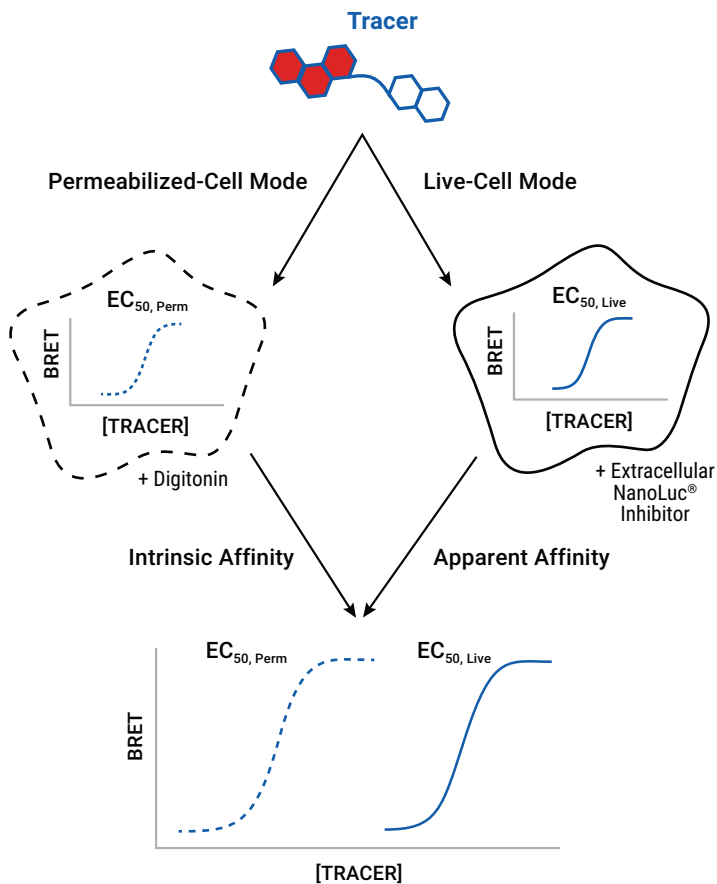 Tracer
Permeabilized-Cell Mode
Live-Cell Mode
EC50, Perm
BRET
[TRACER]
+ Digitonin
EC50, Live
BRET
[TRACER]
+ Extracellular
NanoLuc®
Inhibitor
Intrinsic Affinity
Apparent Affinity
EC50, Perm
EC50, Live
BRET
[TRACER]